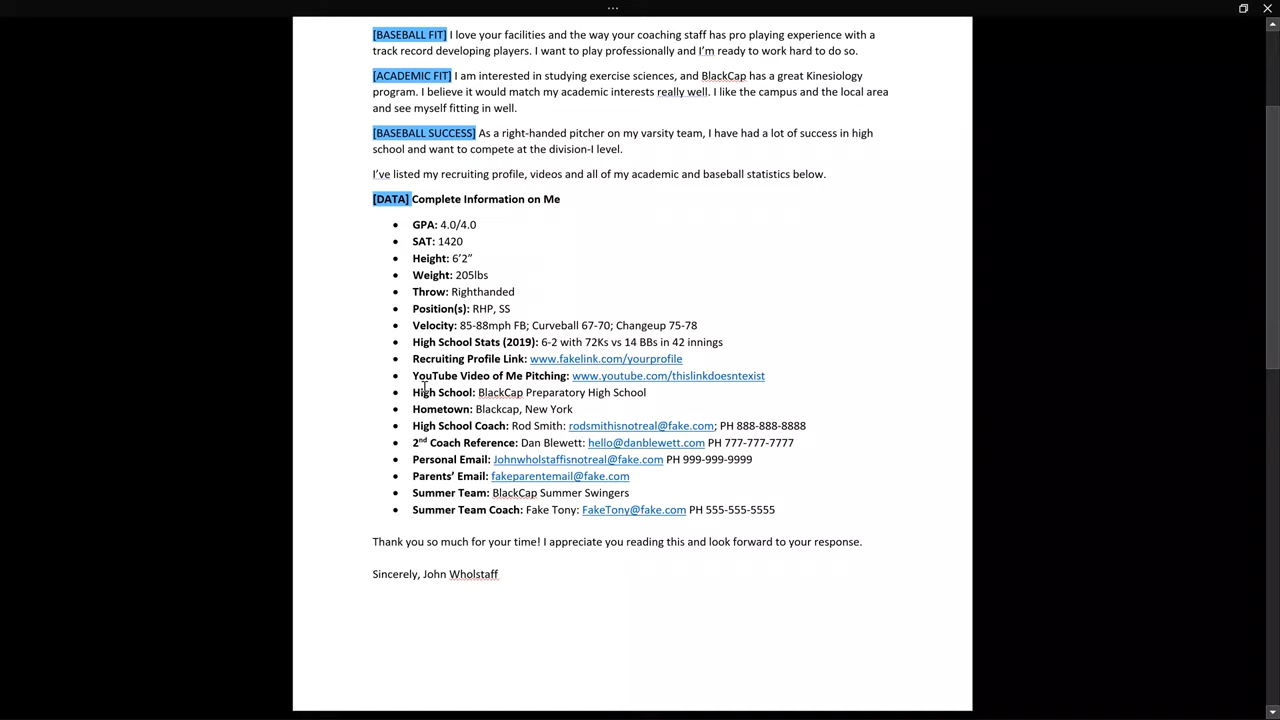 [BASEBALL FIT] I love your facilities and the way your coaching staff has pro playing experience with a
track record developing players. I want to play professionally and I’m ready to work hard to do so.
[ACADEMIC FIT] I am interested in studying exercise sciences, and BlackCap has a great Kinesiology
program. I believe it would match my academic interests really well. I like the campus and the local area
and see myself fitting in well.
[BASEBALL SUCCESS] As a right-handed pitcher on my varsity team, I have had a lot of success in high
school and want to compete at the division-I level.
I’ve listed my recruiting profile, videos and all of my academic and baseball statistics below.
[DATA] Complete Information on Me
• GPA: 4.0/4.0
• SAT: 1420
• Height: 6’2”
• Weight: 205lbs
• Throw: Righthanded
• Position(s): RHP, SS
• Velocity: 85-88mph FB; Curveball 67-70; Changeup 75-78
• High School Stats (2019): 6-2 with 72Ks vs 14 BBs in 42 innings
• Recruiting Profile Link: www.fakelink.com/yourprofile
• YouTube Video of Me Pitching: www.youtube.com/thislinkdoesntexist
• High School: BlackCap Preparatory High School
• Hometown: Blackcap, New York
• High School Coach: Rod Smith: rodsmithisnotreal@fake.com; PH 888-888-8888
• 2nd Coach Reference: Dan Blewett: hello@danblewett.com PH 777-777-7777
• Personal Email: Johnwholstaffisnotreal@fake.com PH 999-999-9999
• Parents’ Email: fakeparentemail@fake.com
• Summer Team: BlackCap Summer Swingers
• Summer Team Coach: Fake Tony: FakeTony@fake.com PH 555-555-5555
Thank you so much for your time! I appreciate you reading this and look forward to your response.
Sincerely, John Wholstaff